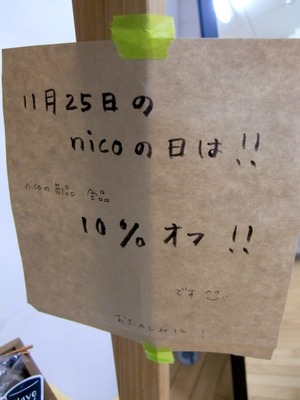 11月25日の
nicoの日は!!
nicoの商品 全品
10%オフ!!
です
おたのしみに!